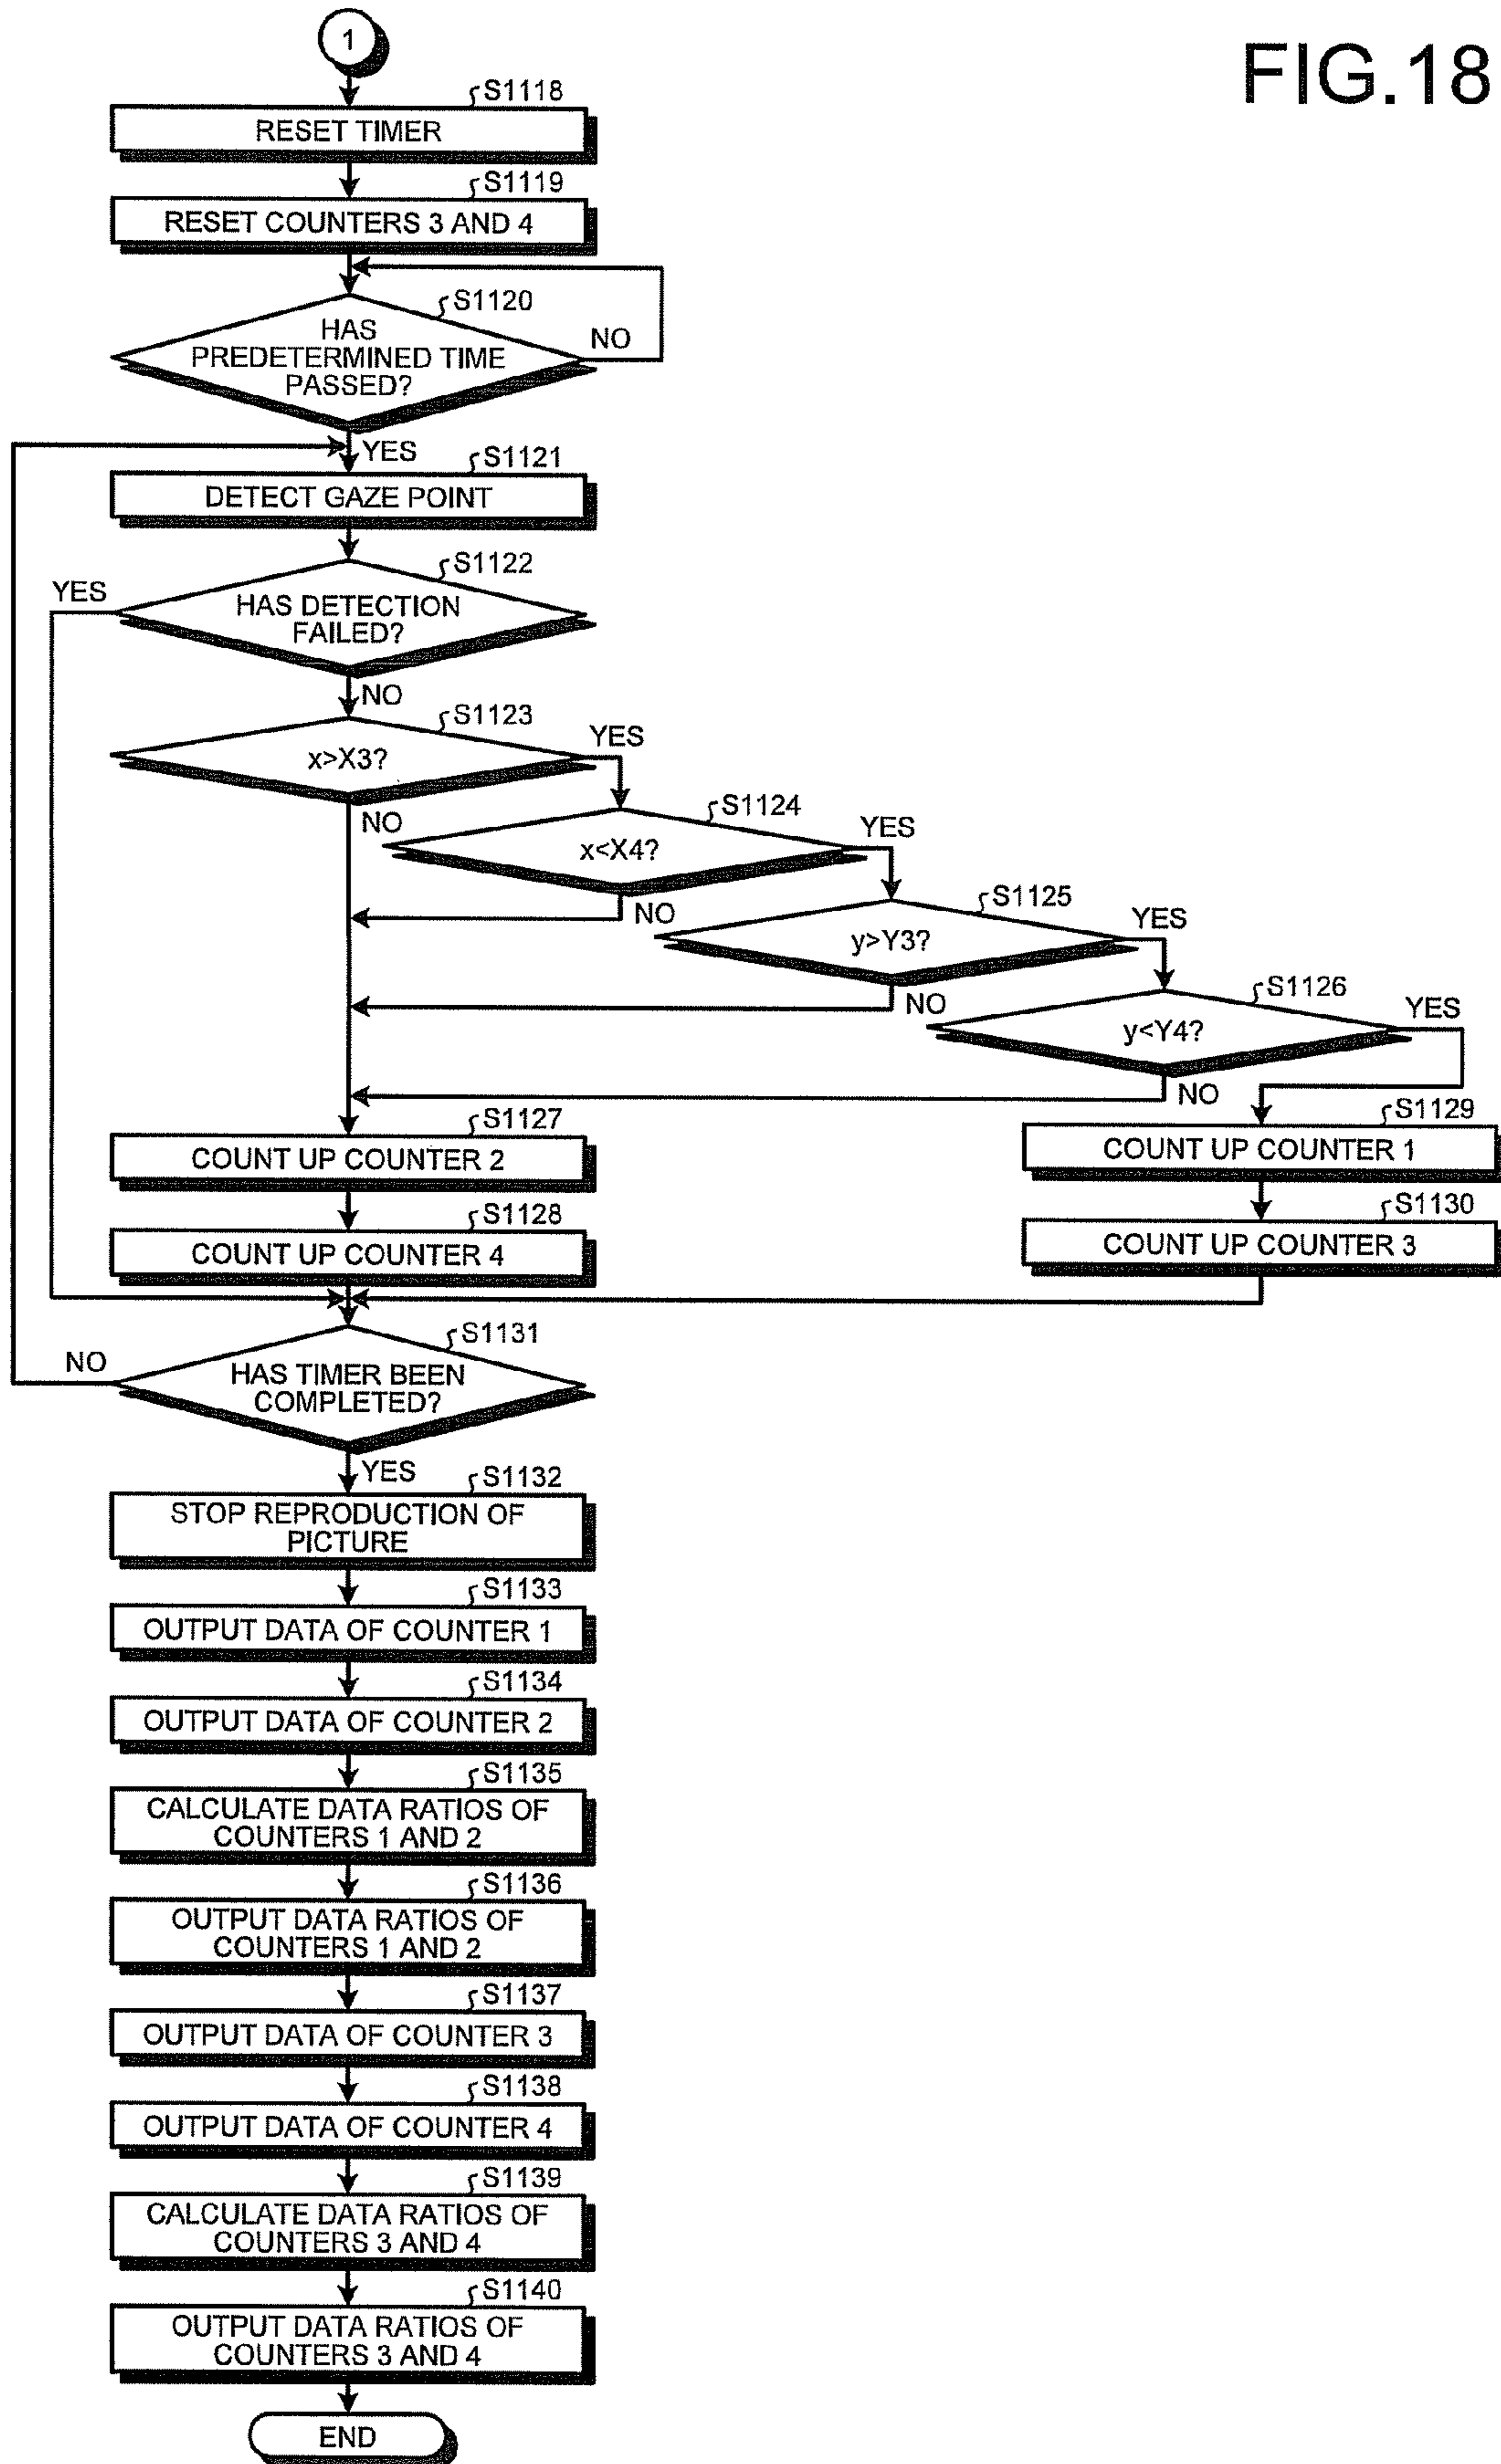 FIG.18
1
S1118
RESET TIMER
S1119
RESET COUNTERS 3 AND 4
S1120
HAS
PREDETERMINED TIME
PASSED?
NO
YES
S1121
DETECT GAZE POINT
S1122
YES
HAS DETECTION
FAILED?
NO
S1123
x>X3?
YES
NO
S1124
x<X4?
YES
NO
S1125
y>Y3?
YES
NO
S1126
y<Y4?
YES
NO
S1127
COUNT UP COUNTER 2
S1128
COUNT UP COUNTER 4
S1129
COUNT UP COUNTER 1
S1130
COUNT UP COUNTER 3
S1131
NO
HAS TIMER BEEN
COMPLETED?
YES
S1132
STOP REPRODUCTION OF
PICTURE
S1133
OUTPUT DATA OF COUNTER 1
S1134
OUTPUT DATA OF COUNTER 2
S1135
CALCULATE DATA RATIOS OF
COUNTERS 1 AND 2
S1136
OUTPUT DATA RATIOS OF
COUNTERS 1 AND 2
S1137
OUTPUT DATA OF COUNTER 3
S1138
OUTPUT DATA OF COUNTER 4
S1139
CALCULATE DATA RATIOS OF
COUNTERS 3 AND 4
S1140
OUTPUT DATA RATIOS OF
COUNTERS 3 AND 4
END